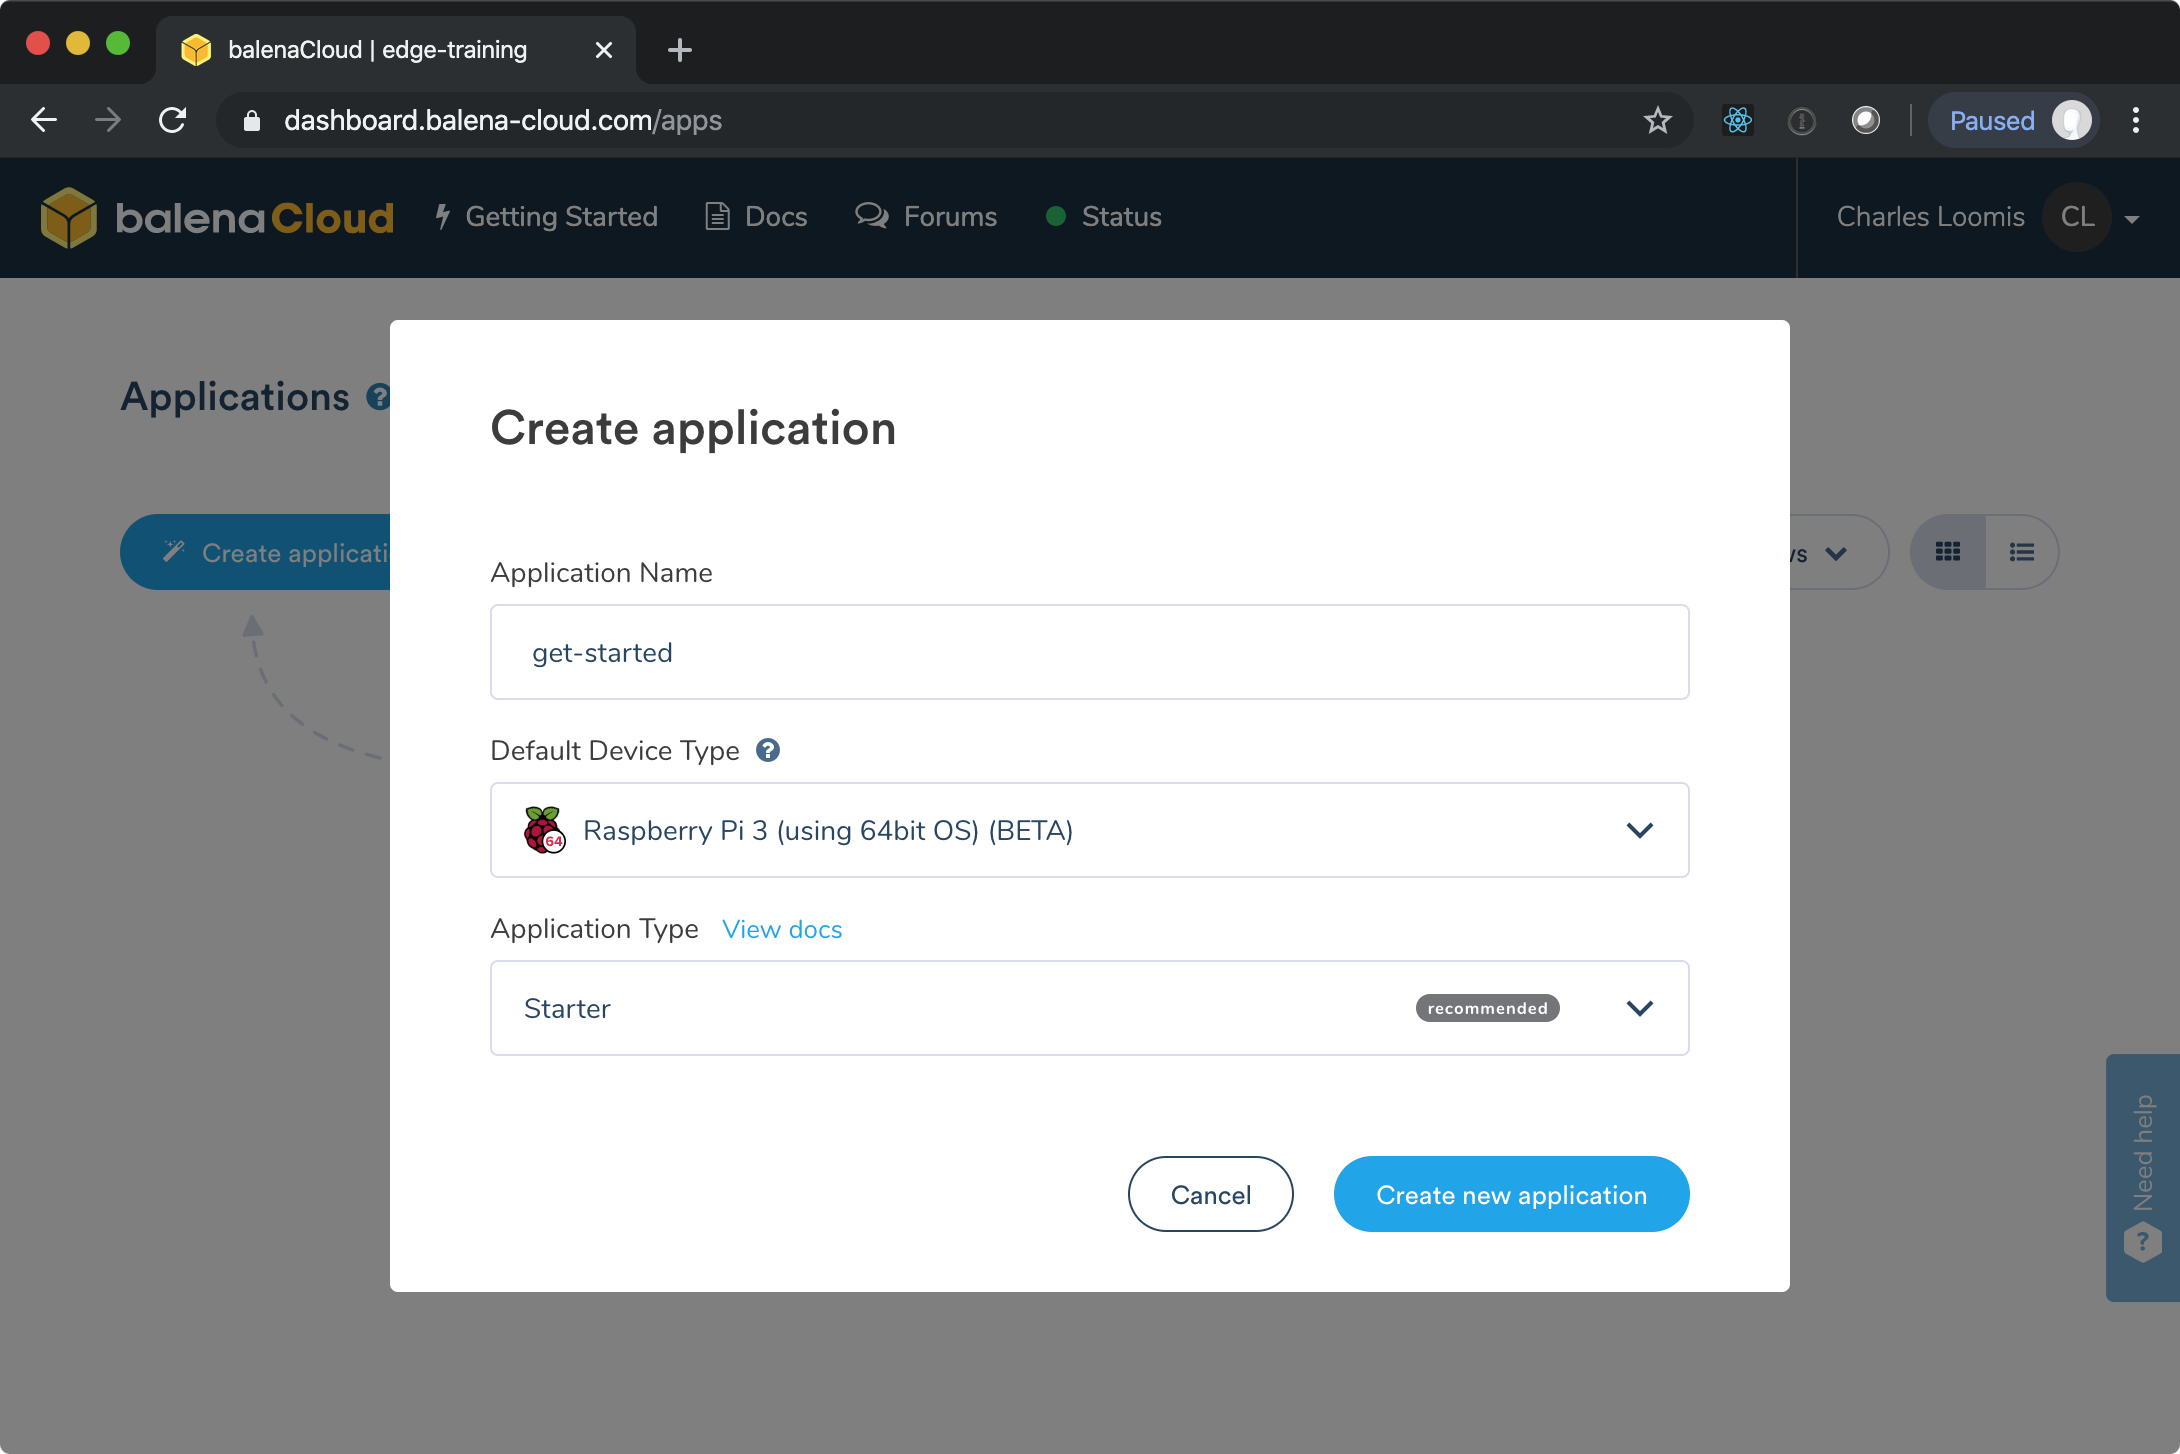 balenaCloud | edge-training
dashboard.balena-cloud.com/apps
Paused
balenaCloud
Getting Started
Docs
Forums
Status
Charles Loomis
CL
Applications ?
Create applicati
Create application
Application Name
get-started
Default Device Type ?
64
Raspberry Pi 3 (using 64bit OS) (BETA)
Application Type View docs
Starter
recommended
Cancel
Create new application
Need help
?